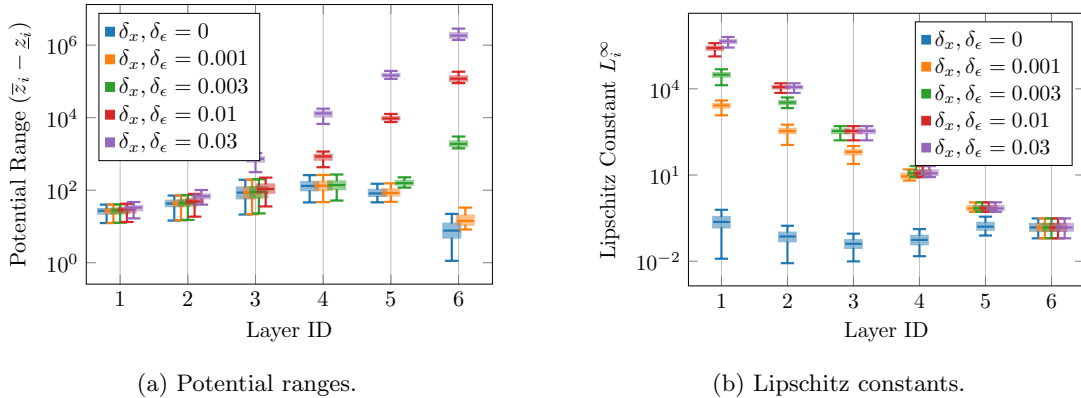 10^6
10^4
10^2
10^0
Potential Range (\overline{z}_i − \underline{z}_i)
δ_x, δ_ϵ = 0
δ_x, δ_ϵ = 0.001
δ_x, δ_ϵ = 0.003
δ_x, δ_ϵ = 0.01
δ_x, δ_ϵ = 0.03
1 2 3 4 5 6
Layer ID
(a) Potential ranges.
10^4
10^1
10^−2
Lipschitz Constant L_i^∞
δ_x, δ_ϵ = 0
δ_x, δ_ϵ = 0.001
δ_x, δ_ϵ = 0.003
δ_x, δ_ϵ = 0.01
δ_x, δ_ϵ = 0.03
1 2 3 4 5 6
Layer ID
(b) Lipschitz constants.